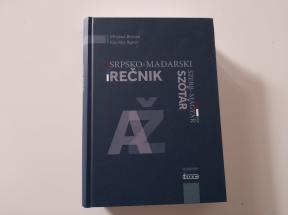 SRPSKO-MAĐARSKI
REČNIK
SZERB-MAGYAR
SZÓTÁR
AŽ